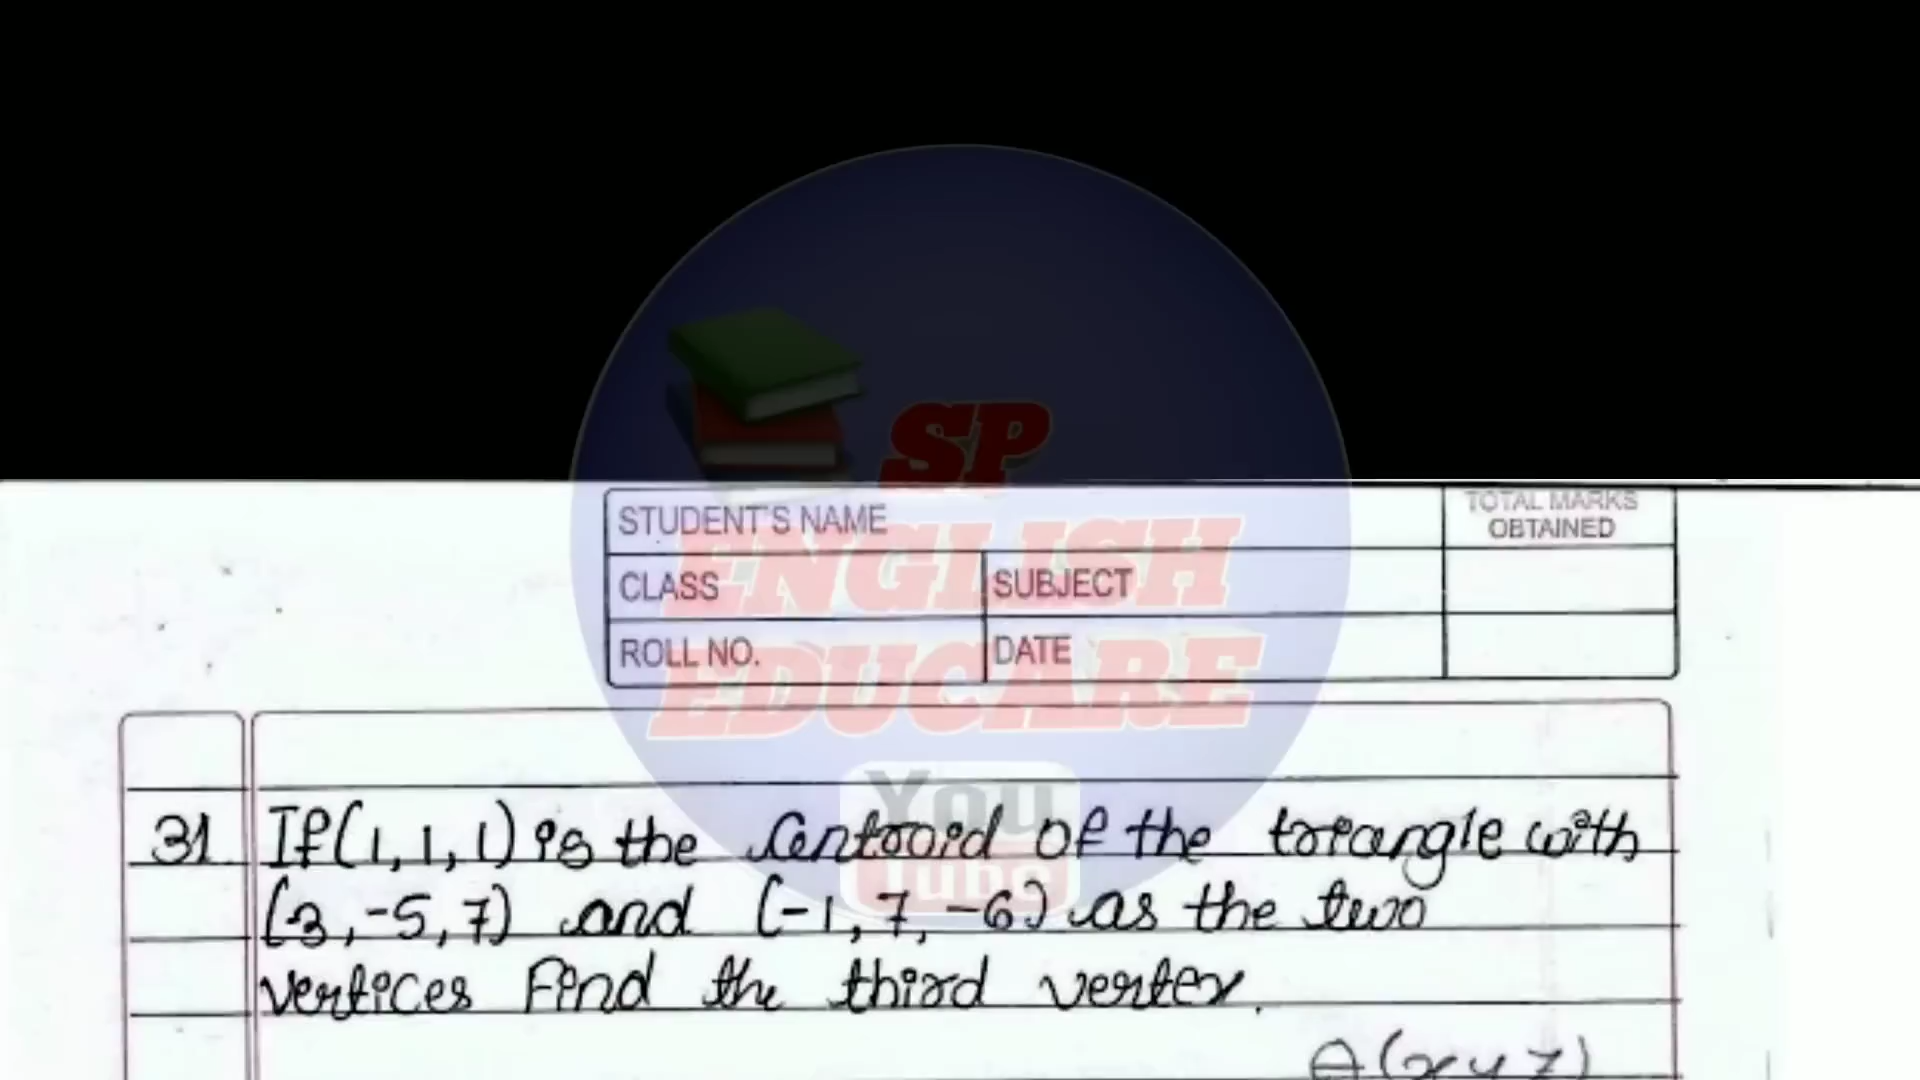 SP
STUDENT'S NAME
TOTAL MARKS
OBTAINED
ENGLISH
CLASS
SUBJECT
ROLL NO.
DATE
EDUCARE
You
Tube
31 If (1, 1, 1) is the centroid of the triangle with
(3, -5, 7) and (-1, 7, -6) as the two
vertices Find the third vertex.
A(x y z)